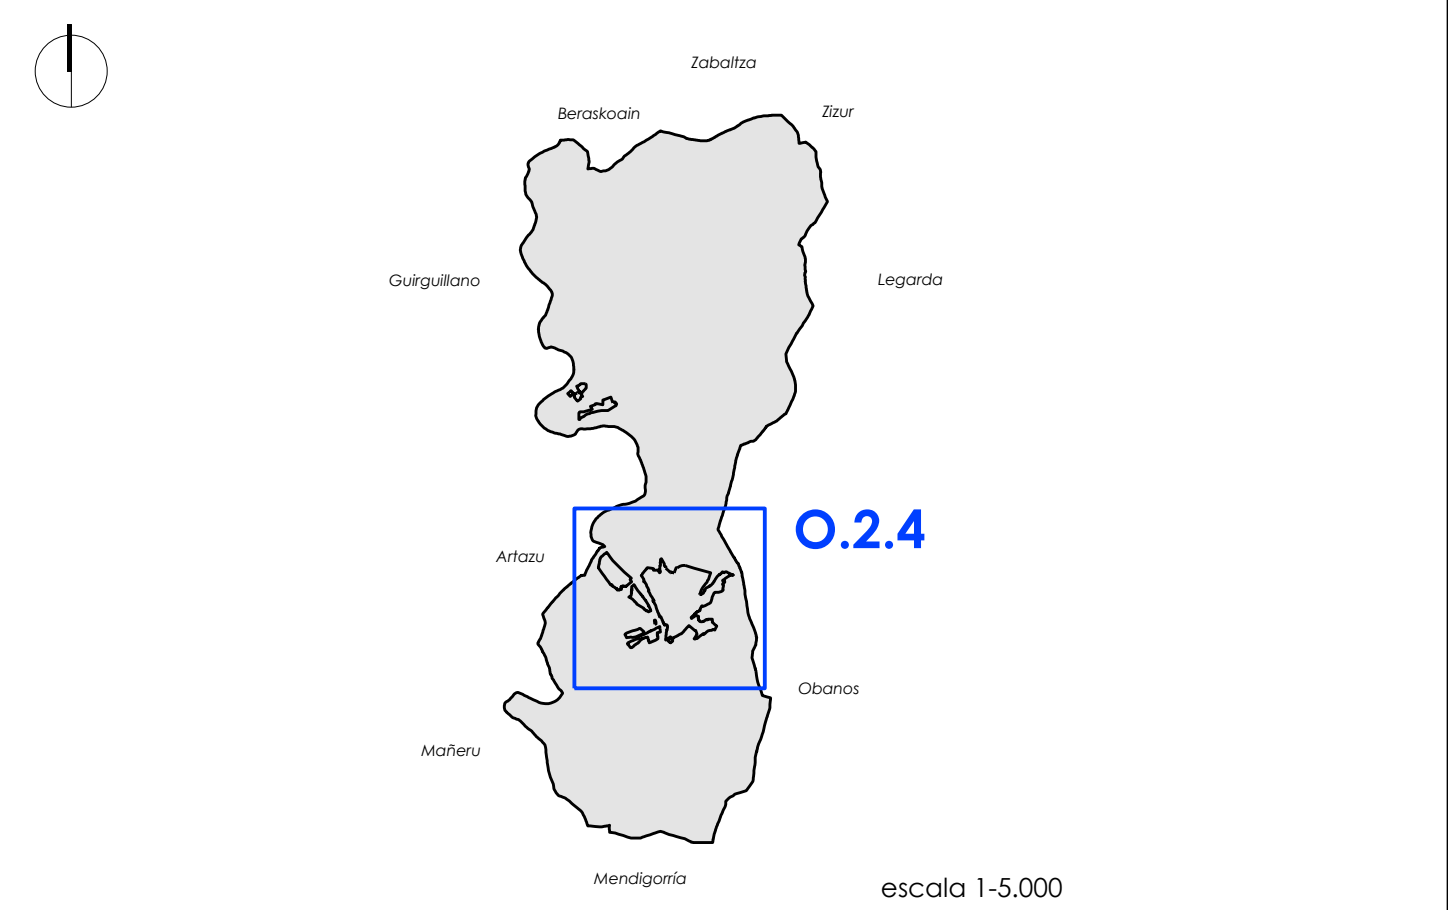 Zabaltza
Beraskoain
Zizur
Guirguillano
Legarda
O.2.4
Artazu
Obanos
Mañeru
Mendigorría
escala 1-5.000